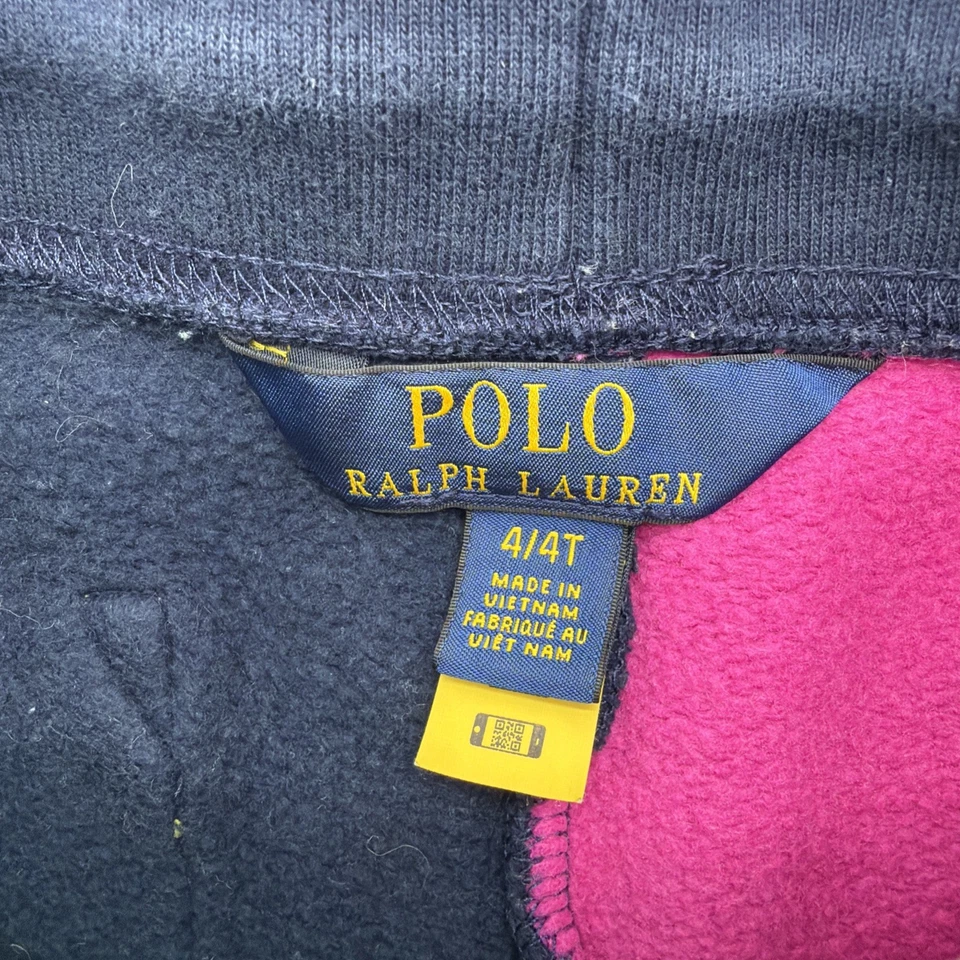 POLO
RALPH LAUREN
4/4T
MADE IN
VIETNAM
FABRIQUÉ AU
VIÊT NAM